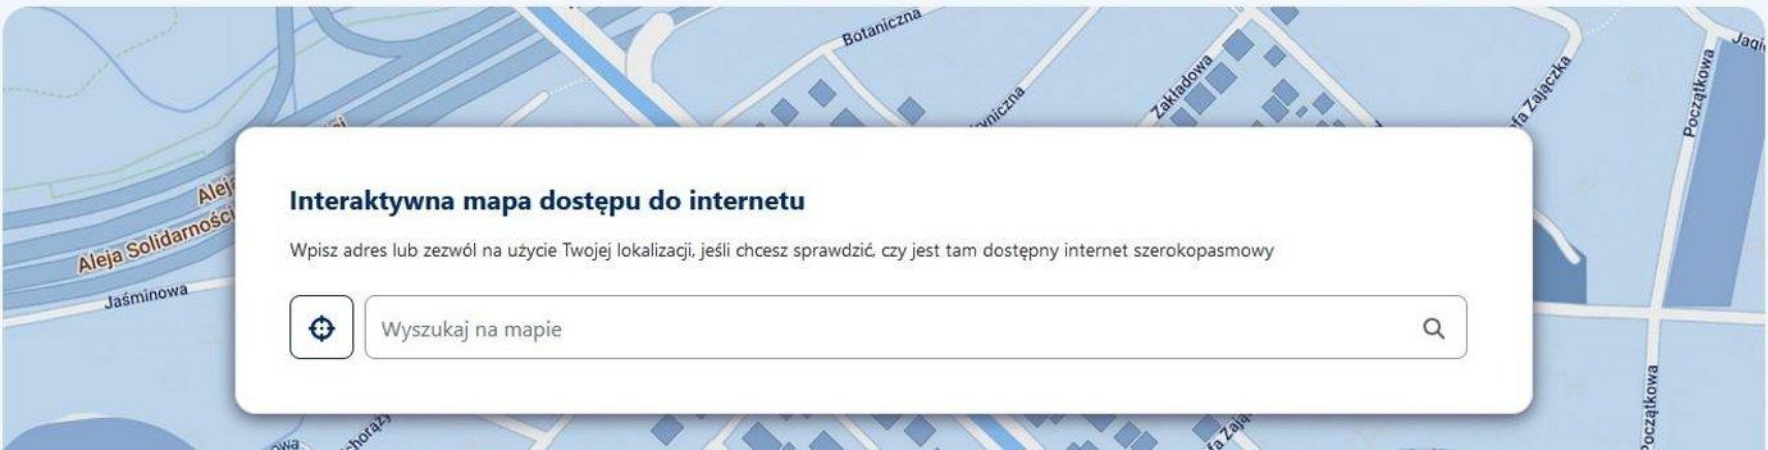 Botaniczna
Zakładowa
Początkowa
Aleja Solidarności
Jaśminowa
Interaktywna mapa dostępu do internetu
Wpisz adres lub zezwól na użycie Twojej lokalizacji, jeśli chcesz sprawdzić, czy jest tam dostępny internet szerokopasmowy
Wyszukaj na mapie
Początkowa